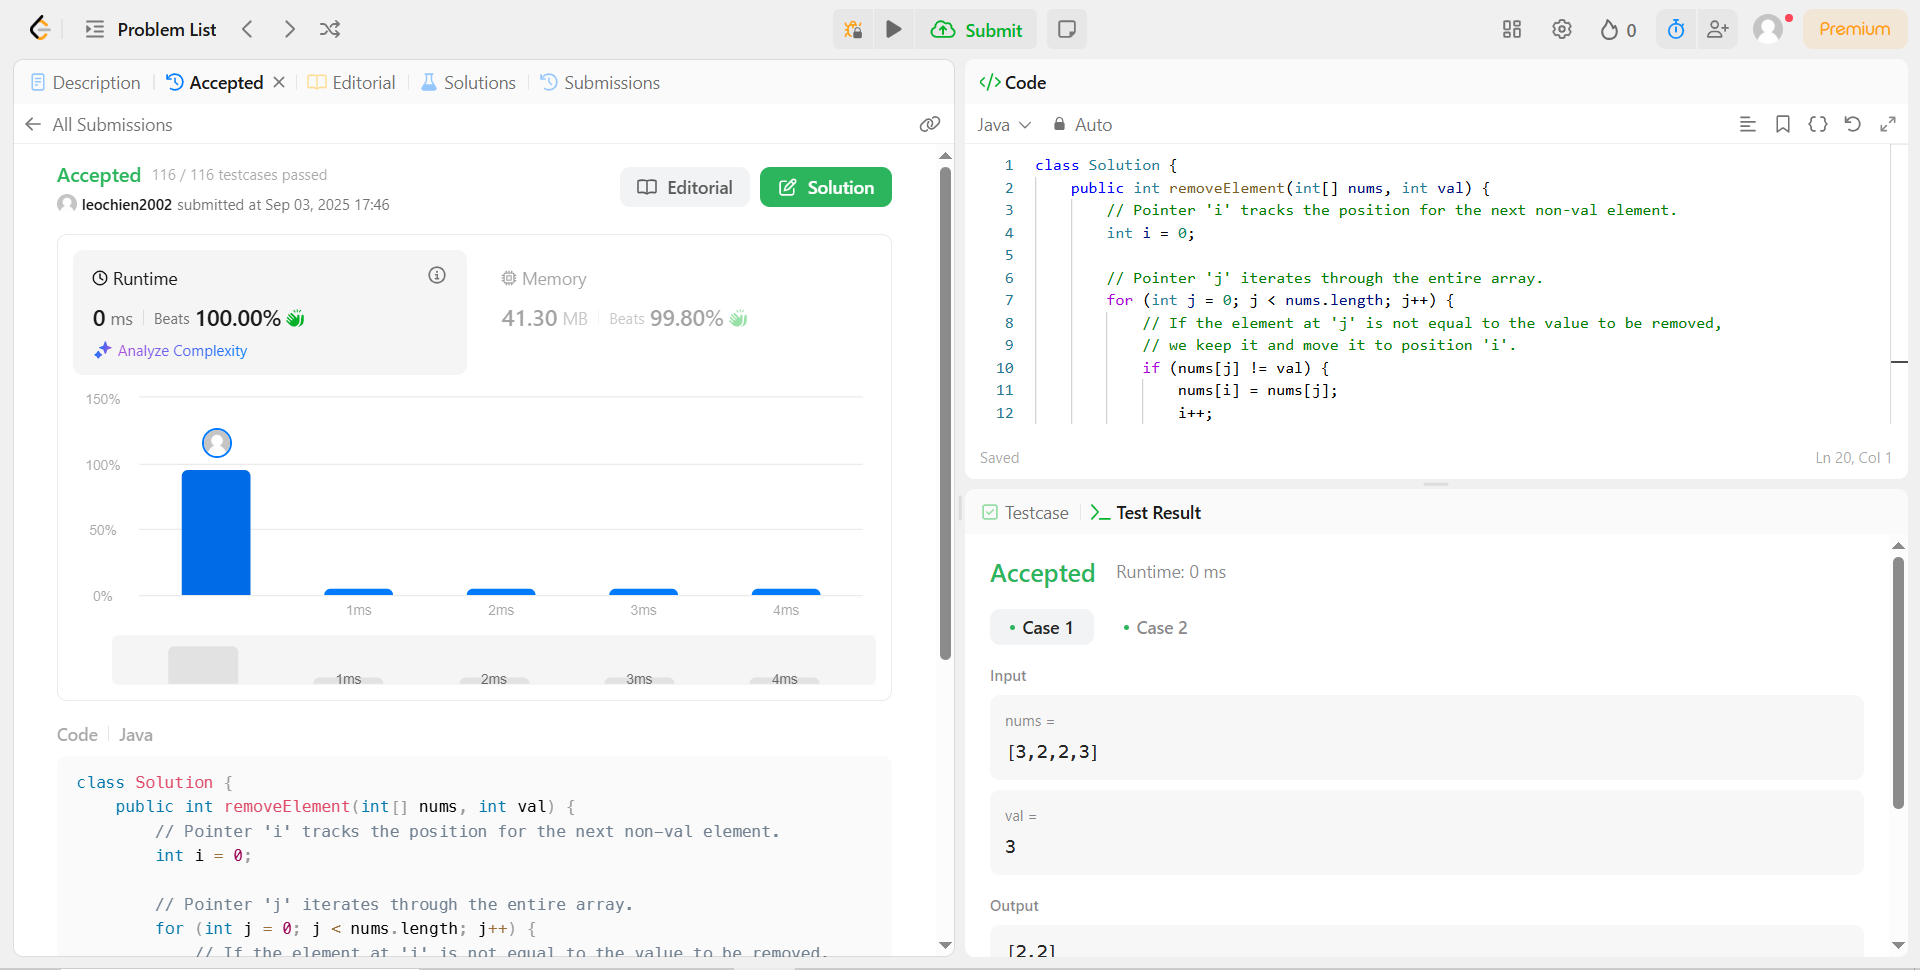 Problem List
Submit
0
Premium
Description
Accepted
Editorial
Solutions
Submissions
All Submissions
Accepted 116 / 116 testcases passed
leochien2002 submitted at Sep 03, 2025 17:46
Editorial
Solution
Runtime
0 ms Beats 100.00%
Analyze Complexity
Memory
41.30 MB Beats 99.80%
150%
100%
50%
0%
1ms 2ms 3ms 4ms
1ms 2ms 3ms 4ms
Code Java
class Solution {
    public int removeElement(int[] nums, int val) {
        // Pointer 'i' tracks the position for the next non-val element.
        int i = 0;
        // Pointer 'j' iterates through the entire array.
        for (int j = 0; j < nums.length; j++) {
            // If the element at 'j' is not equal to the value to be removed,
</> Code
Java Auto
1 class Solution {
2     public int removeElement(int[] nums, int val) {
3         // Pointer 'i' tracks the position for the next non-val element.
4         int i = 0;
5
6         // Pointer 'j' iterates through the entire array.
7         for (int j = 0; j < nums.length; j++) {
8             // If the element at 'j' is not equal to the value to be removed,
9             // we keep it and move it to position 'i'.
10             if (nums[j] != val) {
11                 nums[i] = nums[j];
12                 i++;
Saved
Ln 20, Col 1
Testcase
Test Result
Accepted Runtime: 0 ms
Case 1
Case 2
Input
nums =
[3,2,2,3]
val =
3
Output
[2,2]